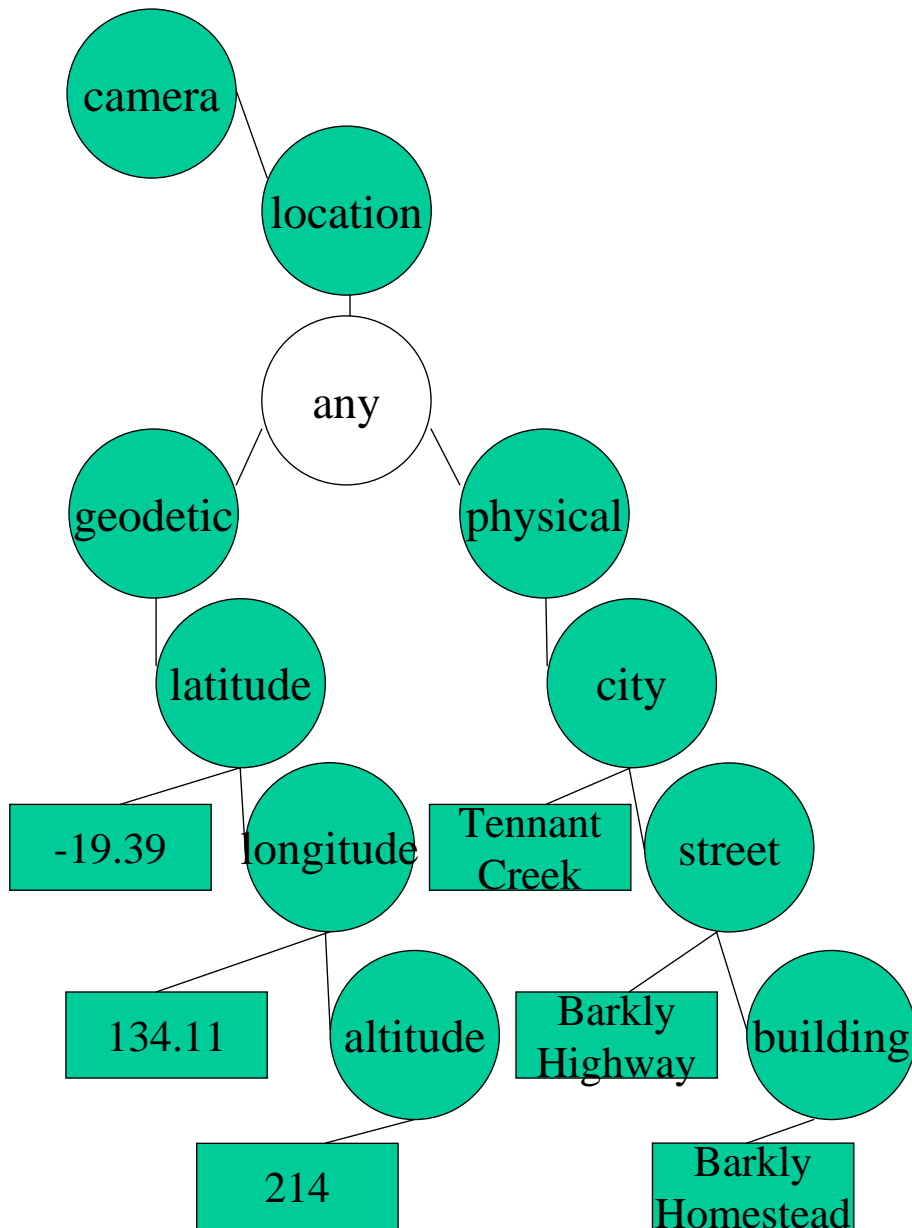 camera
location
any
geodetic
physical
latitude
city
-19.39
longitude
Tennant
Creek
street
134.11
altitude
Barkly
Highway
building
214
Barkly
Homestead